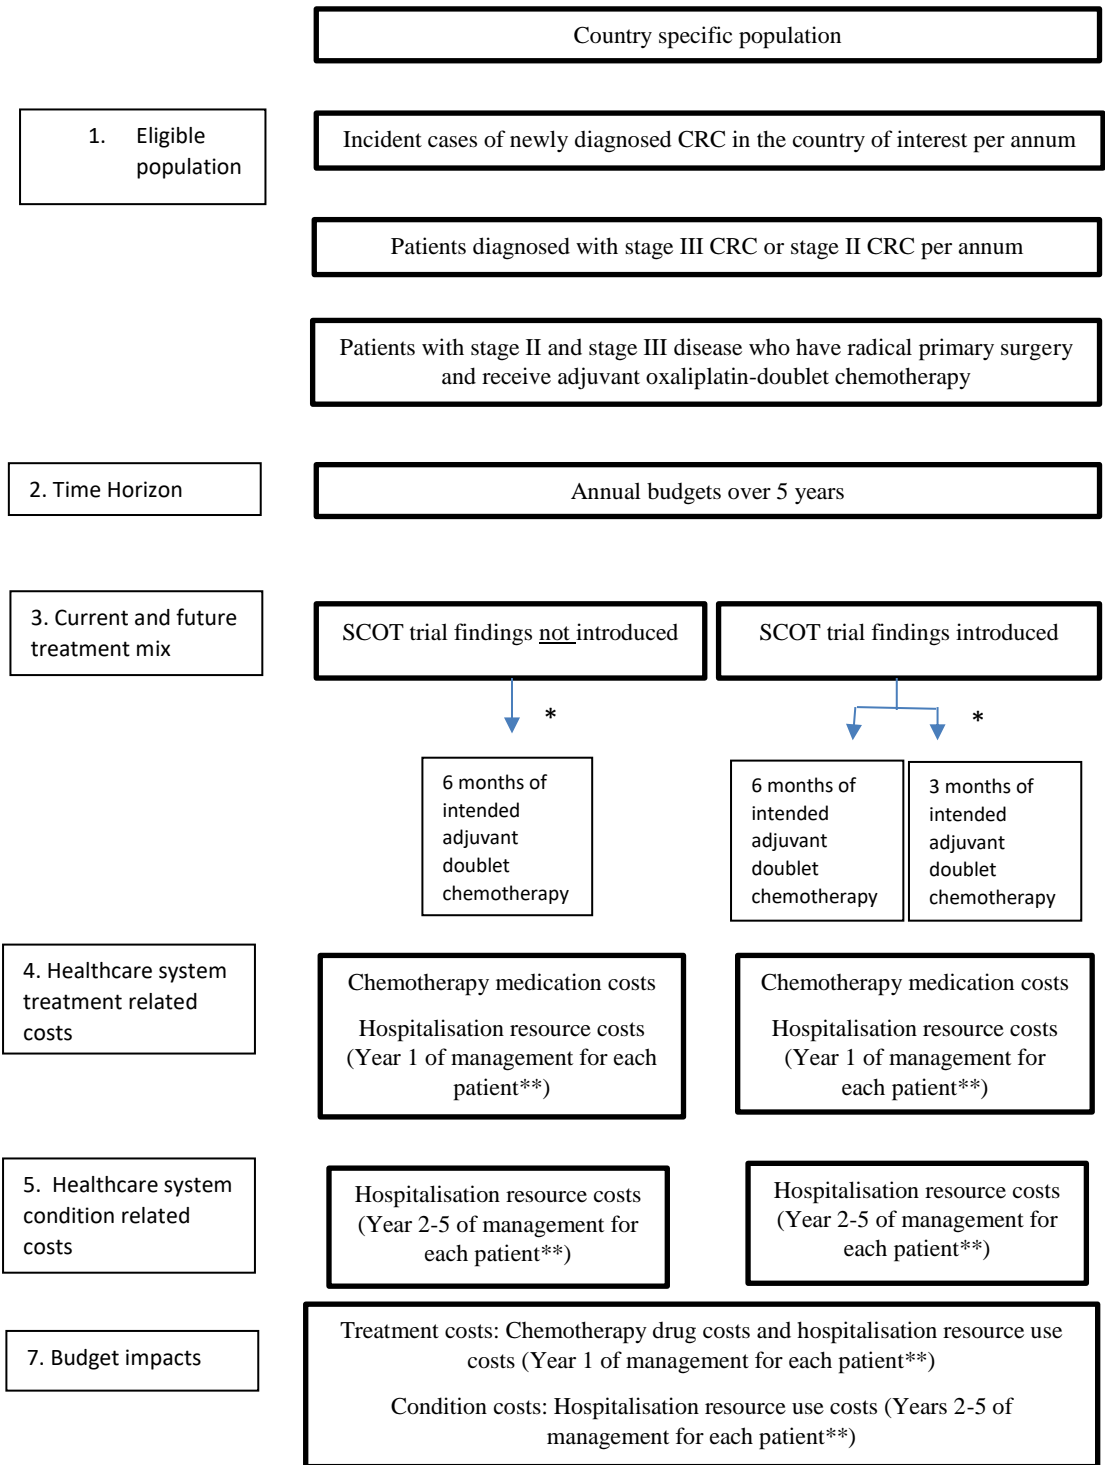 Country specific population
1. Eligible
population
Incident cases of newly diagnosed CRC in the country of interest per annum
Patients diagnosed with stage III CRC or stage II CRC per annum
Patients with stage II and stage III disease who have radical primary surgery
and receive adjuvant oxaliplatin-doublet chemotherapy
2. Time Horizon
Annual budgets over 5 years
3. Current and future
treatment mix
SCOT trial findings not introduced
SCOT trial findings introduced
*
*
6 months of
intended
adjuvant
doublet
chemotherapy
6 months of
intended
adjuvant
doublet
chemotherapy
3 months of
intended
adjuvant
doublet
chemotherapy
4. Healthcare system
treatment related
costs
Chemotherapy medication costs
Hospitalisation resource costs
(Year 1 of management for each
patient**)
Chemotherapy medication costs
Hospitalisation resource costs
(Year 1 of management for
each patient**)
5. Healthcare system
condition related
costs
Hospitalisation resource costs
(Year 2-5 of management for
each patient**)
Hospitalisation resource costs
(Year 2-5 of management for
each patient**)
7. Budget impacts
Treatment costs: Chemotherapy drug costs and hospitalisation resource use
costs (Year 1 of management for each patient**)
Condition costs: Hospitalisation resource use costs (Years 2-5 of
management for each patient**)